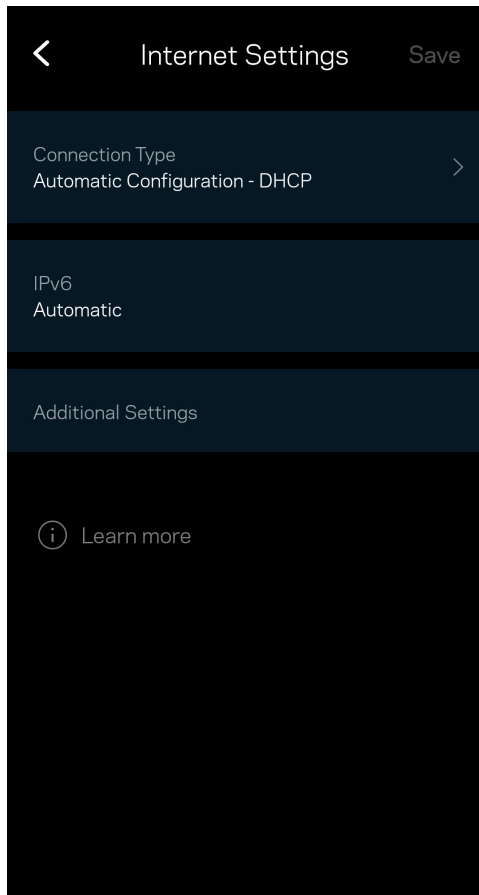 Internet Settings
Save
Connection Type
Automatic Configuration - DHCP
IPv6
Automatic
Additional Settings
Learn more